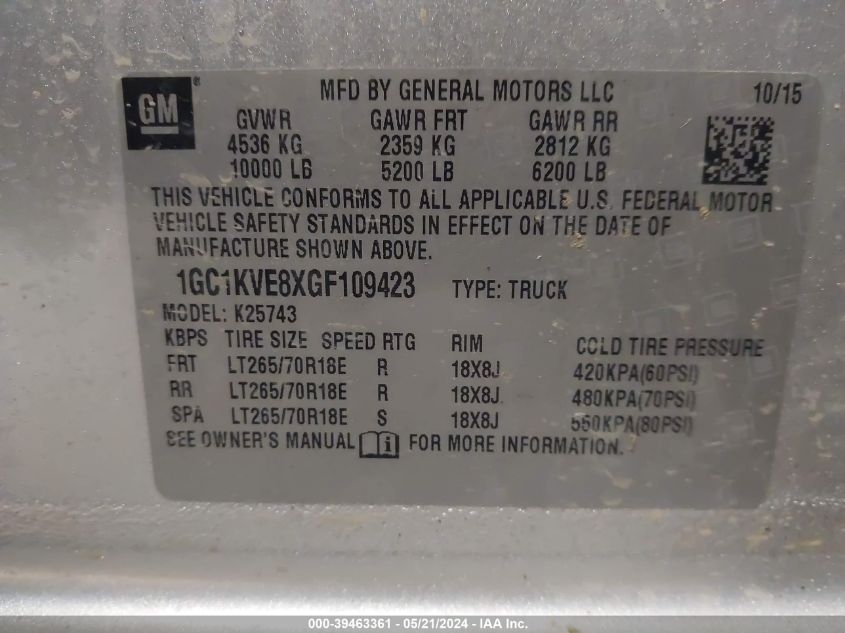 GM ®
MFD BY GENERAL MOTORS LLC 10/15
GVWR GAWR FRT GAWR RR
4536 KG 2359 KG 2812 KG
10000 LB 5200 LB 6200 LB
THIS VEHICLE CONFORMS TO ALL APPLICABLE U.S. FEDERAL MOTOR
VEHICLE SAFETY STANDARDS IN EFFECT ON THE DATE OF
MANUFACTURE SHOWN ABOVE.
1GC1KVE8XGF109423 TYPE: TRUCK
MODEL: K25743
KBPS TIRE SIZE SPEED RTG RIM COLD TIRE PRESSURE
FRT LT265/70R18E R 18X8J 420KPA(60PSI)
RR LT265/70R18E R 18X8J 480KPA(70PSI)
SPA LT265/70R18E S 18X8J 550KPA(80PSI)
SEE OWNER'S MANUAL i FOR MORE INFORMATION.
000-39463361 - 05/21/2024 - IAA Inc.